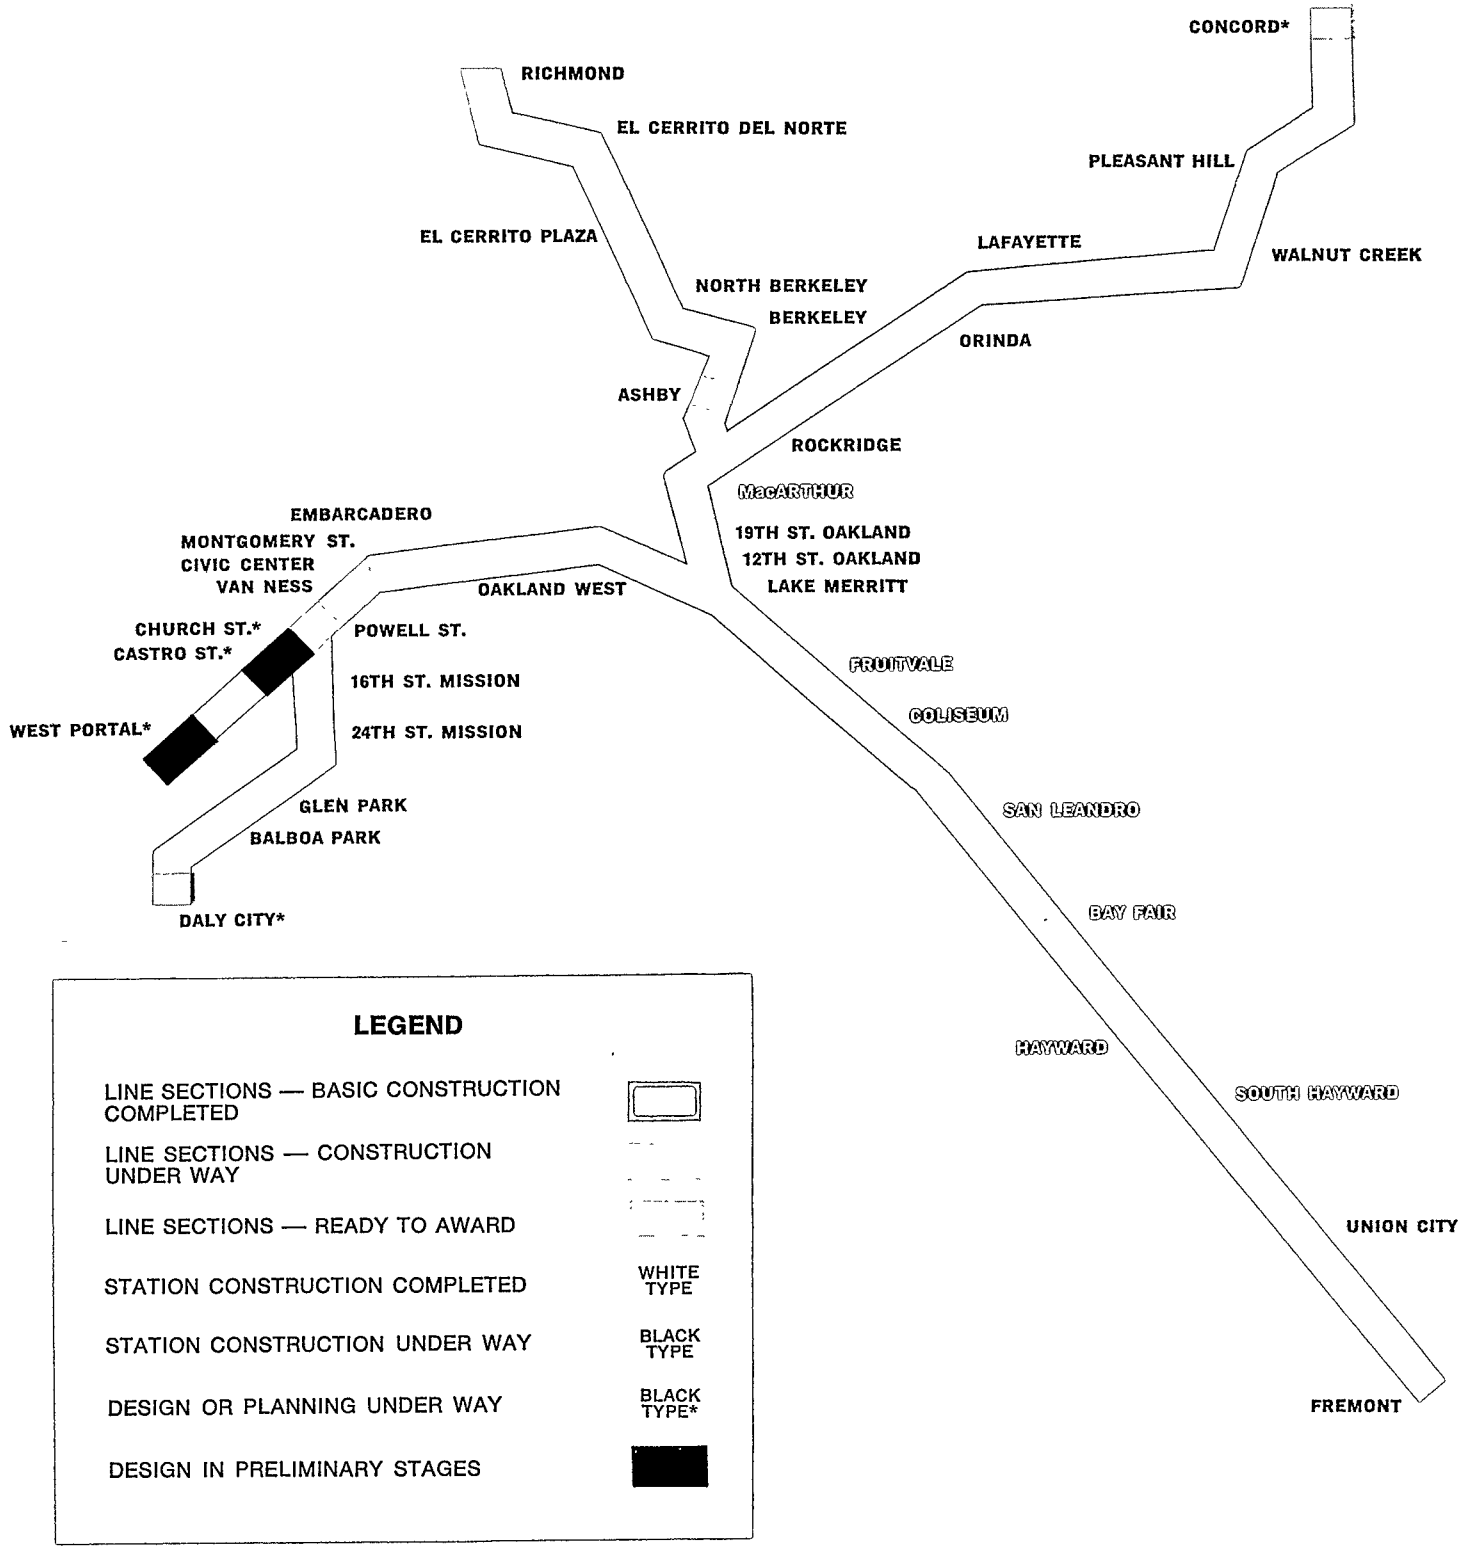 CONCORD*
RICHMOND
EL CERRITO DEL NORTE
PLEASANT HILL
EL CERRITO PLAZA
LAFAYETTE
WALNUT CREEK
NORTH BERKELEY
BERKELEY
ORINDA
ASHBY
ROCKRIDGE
MacARTHUR
EMBARCADERO
19TH ST. OAKLAND
MONTGOMERY ST.
12TH ST. OAKLAND
CIVIC CENTER
VAN NESS
OAKLAND WEST
LAKE MERRITT
CHURCH ST.*
POWELL ST.
CASTRO ST.*
FRUITVALE
16TH ST. MISSION
COLISEUM
WEST PORTAL*
24TH ST. MISSION
GLEN PARK
SAN LEANDRO
BALBOA PARK
BAY FAIR
DALY CITY*
HAYWARD
SOUTH HAYWARD
UNION CITY
FREMONT
LEGEND
LINE SECTIONS — BASIC CONSTRUCTION
COMPLETED
LINE SECTIONS — CONSTRUCTION
UNDER WAY
LINE SECTIONS — READY TO AWARD
STATION CONSTRUCTION COMPLETED
WHITE
TYPE
STATION CONSTRUCTION UNDER WAY
BLACK
TYPE
DESIGN OR PLANNING UNDER WAY
BLACK
TYPE*
DESIGN IN PRELIMINARY STAGES